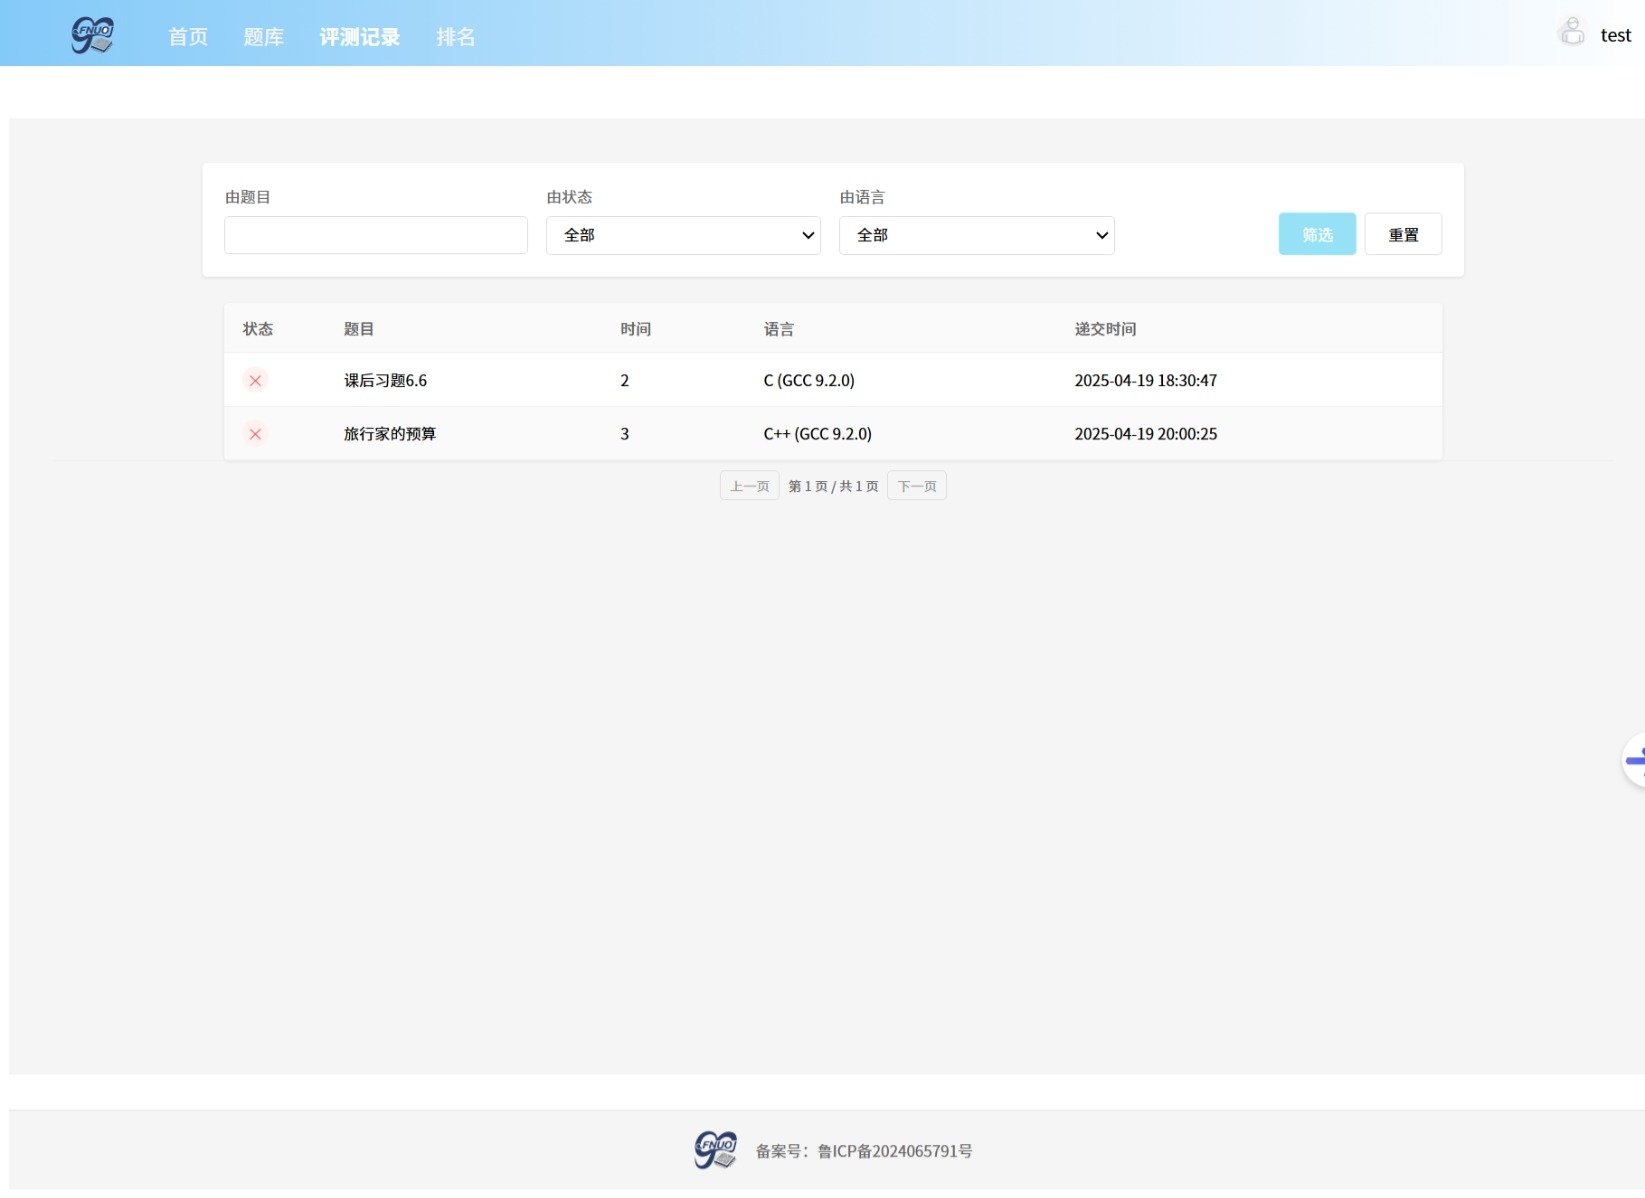 QFNUOJ 首页 题库 评测记录 排名 test
由题目 由状态 由语言
全部 全部 筛选 重置
状态 题目 时间 语言 递交时间
课后习题6.6 2 C (GCC 9.2.0) 2025-04-19 18:30:47
旅行家的预算 3 C++ (GCC 9.2.0) 2025-04-19 20:00:25
上一页 第 1 页 / 共 1 页 下一页
QFNUOJ 备案号：鲁ICP备2024065791号